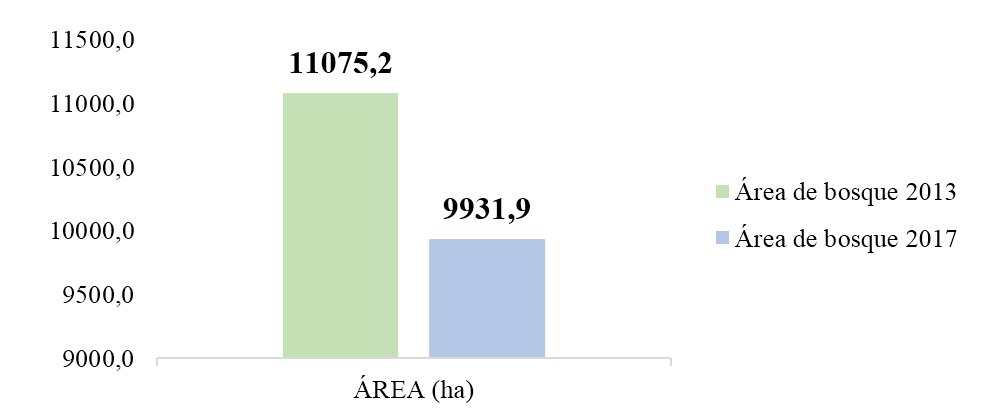 11500,0
11000,0
10500,0
10000,0
9500,0
9000,0
11075,2
9931,9
ÁREA (ha)
Área de bosque 2013
Área de bosque 2017